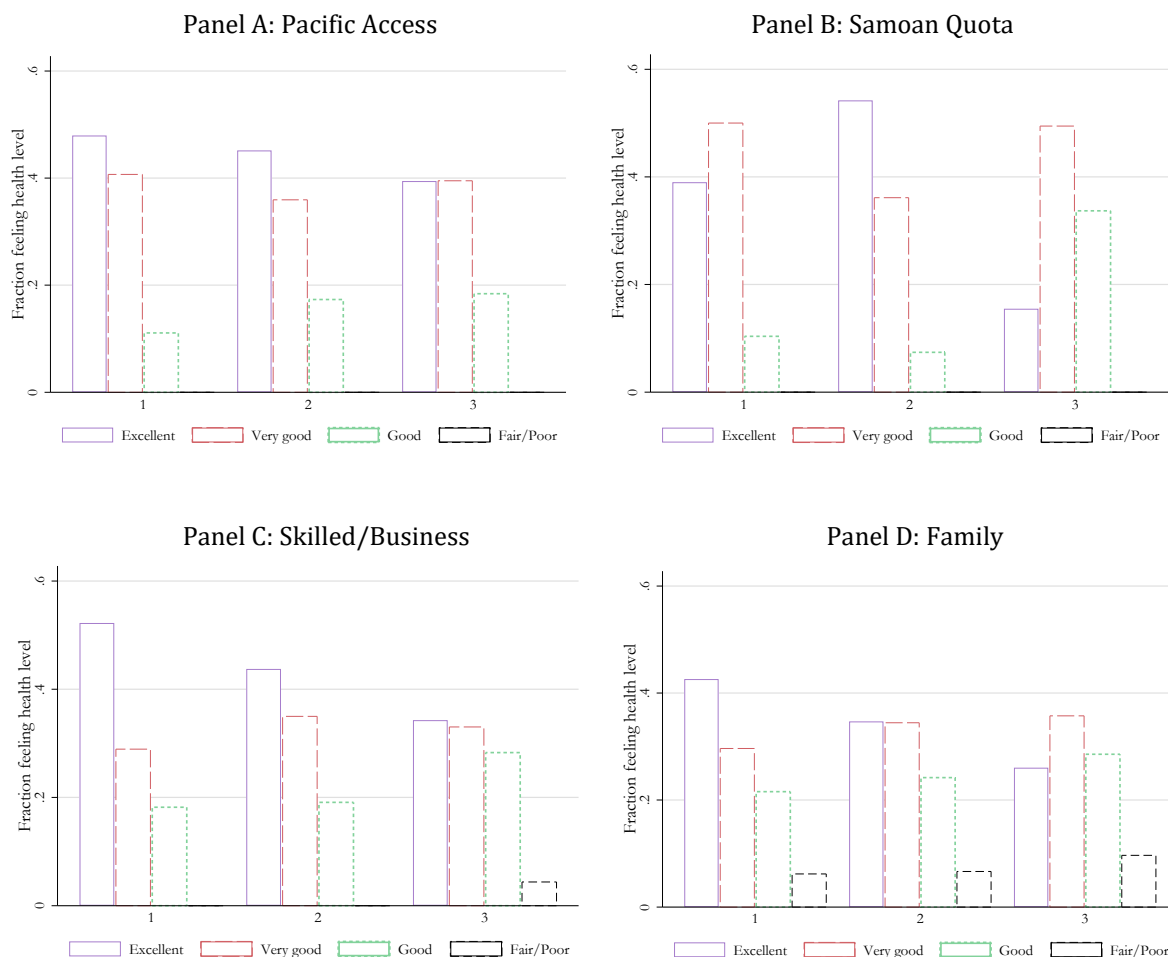 Panel A: Pacific Access
Fraction feeling health level
.6
.4
.2
0
1 2 3
Excellent Very good Good Fair/Poor
Panel B: Samoan Quota
Fraction feeling health level
.6
.4
.2
0
1 2 3
Excellent Very good Good Fair/Poor
Panel C: Skilled/Business
Fraction feeling health level
.6
.4
.2
0
1 2 3
Excellent Very good Good Fair/Poor
Panel D: Family
Fraction feeling health level
.6
.4
.2
0
1 2 3
Excellent Very good Good Fair/Poor